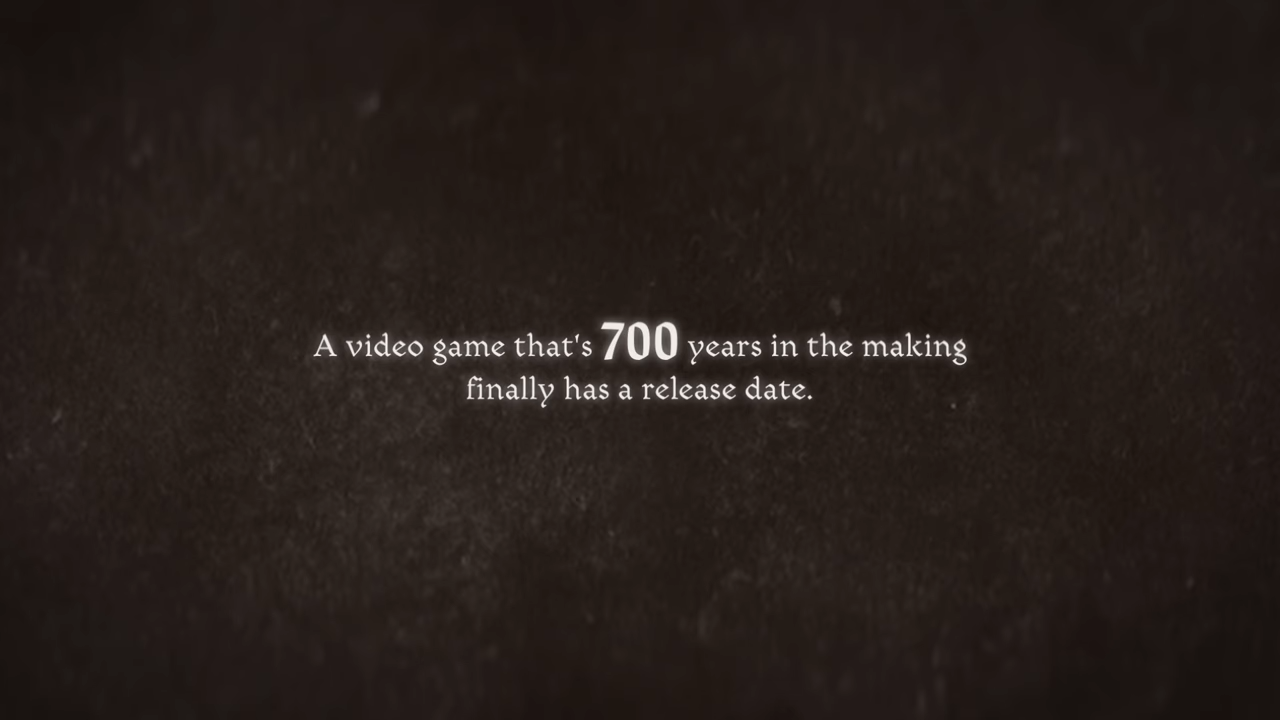 A video game that's 700 years in the making
finally has a release date.